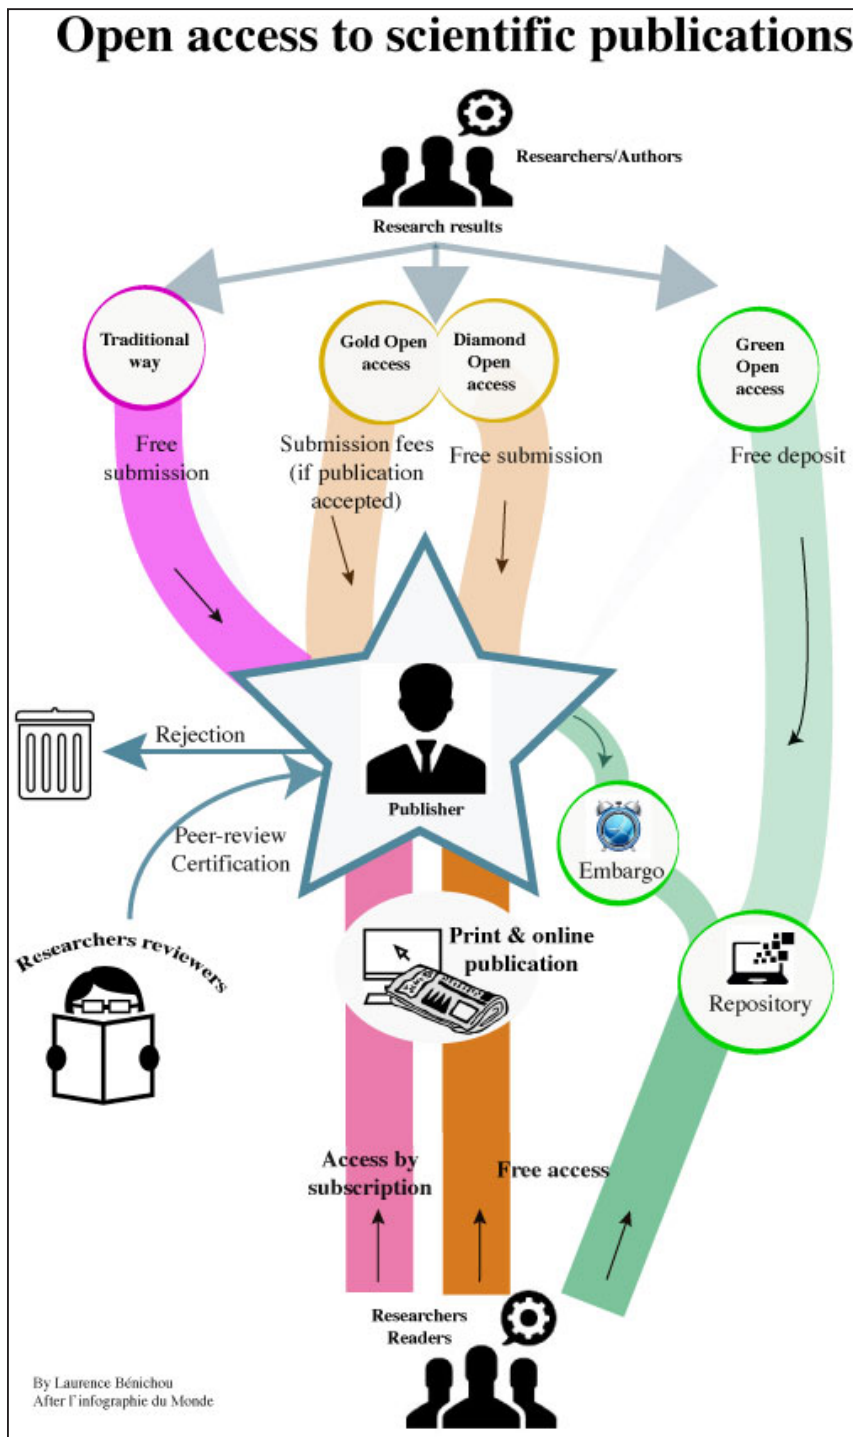 Open access to scientific publications
Researchers/Authors
Research results
Traditional
way
Gold Open
access
Diamond
Open
access
Green
Open
access
Free
submission
Submission fees
(if publication
accepted)
Free submission
Free deposit
Rejection
Publisher
Peer-review
Certification
Embargo
Researchers reviewers
Print & online
publication
Repository
Access by
subscription
Free access
Researchers
Readers
By Laurence Bénichou
After l'infographie du Monde